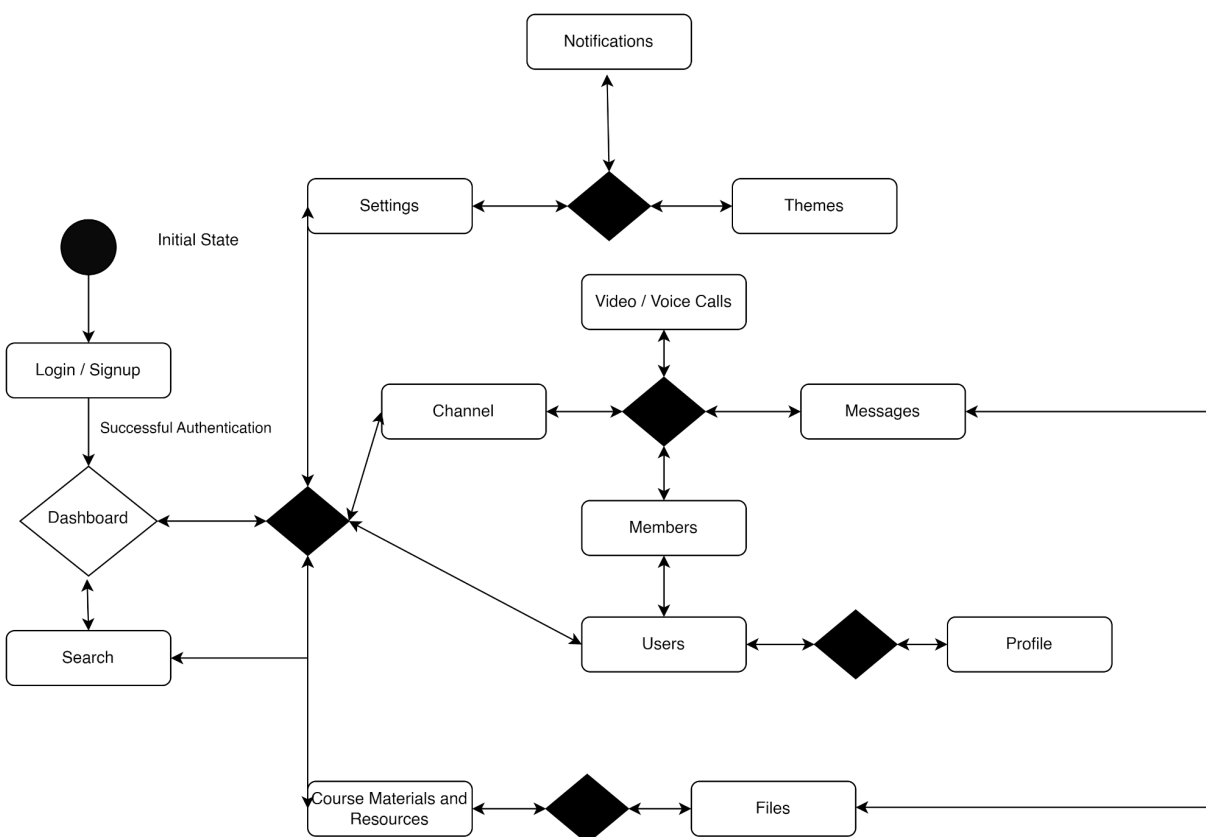 Notifications
Settings
Themes
Initial State
Video / Voice Calls
Login / Signup
Channel
Messages
Successful Authentication
Dashboard
Members
Search
Users
Profile
Course Materials and
Resources
Files